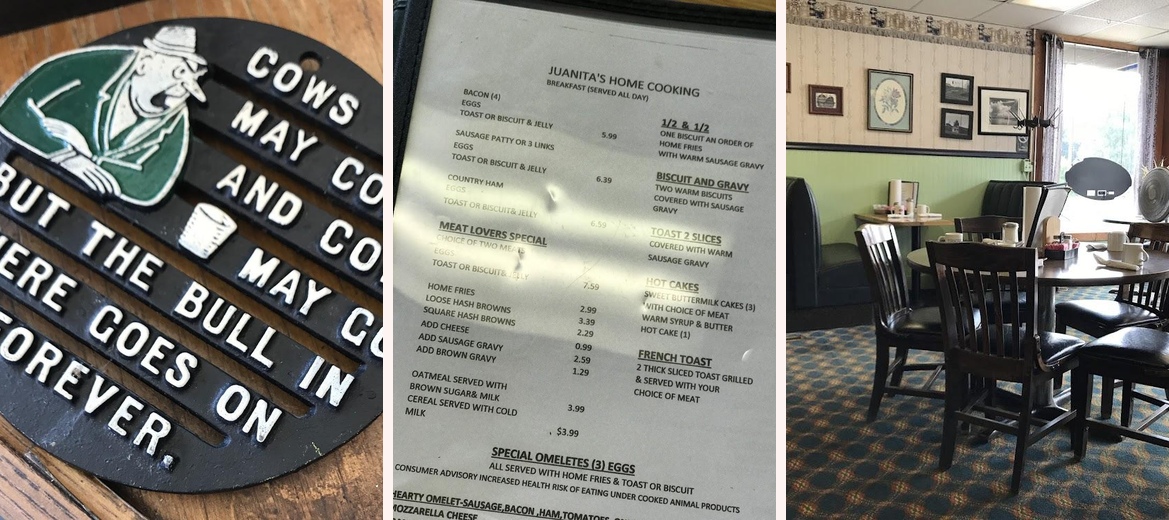 COWS
MAY CO
AND CO
BUT THE BULL IN
HERE GOES ON
FOREVER.
MAY GO
JUANITA'S HOME COOKING
BREAKFAST (SERVED ALL DAY)
BACON (4)
EGGS
TOAST OR BISCUIT & JELLY 5.99
SAUSAGE PATTY OR 3 LINKS
EGGS
TOAST OR BISCUIT & JELLY 6.39
COUNTRY HAM
EGGS
TOAST OR BISCUIT& JELLY 6.59
MEAT LOVERS SPECIAL
CHOICE OF TWO MEATS
EGGS
TOAST OR BISCUIT& JELLY 7.59
HOME FRIES 2.99
LOOSE HASH BROWNS 3.39
SQUARE HASH BROWNS 2.29
ADD CHEESE 0.99
ADD SAUSAGE GRAVY 2.59
ADD BROWN GRAVY 1.29
OATMEAL SERVED WITH
BROWN SUGAR& MILK 3.99
CEREAL SERVED WITH COLD
MILK $3.99
1/2 & 1/2
ONE BISCUIT AN ORDER OF
HOME FRIES
WITH WARM SAUSAGE GRAVY
BISCUIT AND GRAVY
TWO WARM BISCUITS
COVERED WITH SAUSAGE
GRAVY
TOAST 2 SLICES
COVERED WITH WARM
SAUSAGE GRAVY
HOT CAKES
SWEET BUTTERMILK CAKES (3)
WITH CHOICE OF MEAT
WARM SYRUP & BUTTER
HOT CAKE (1)
FRENCH TOAST
2 THICK SLICED TOAST GRILLED
& SERVED WITH YOUR
CHOICE OF MEAT
SPECIAL OMELETES (3) EGGS
ALL SERVED WITH HOME FRIES & TOAST OR BISCUIT
CONSUMER ADVISORY INCREASED HEALTH RISK OF EATING UNDER COOKED ANIMAL PRODUCTS
HEARTY OMELET-SAUSAGE,BACON ,HAM,TOMATOES,
MOZZARELLA CHEESE